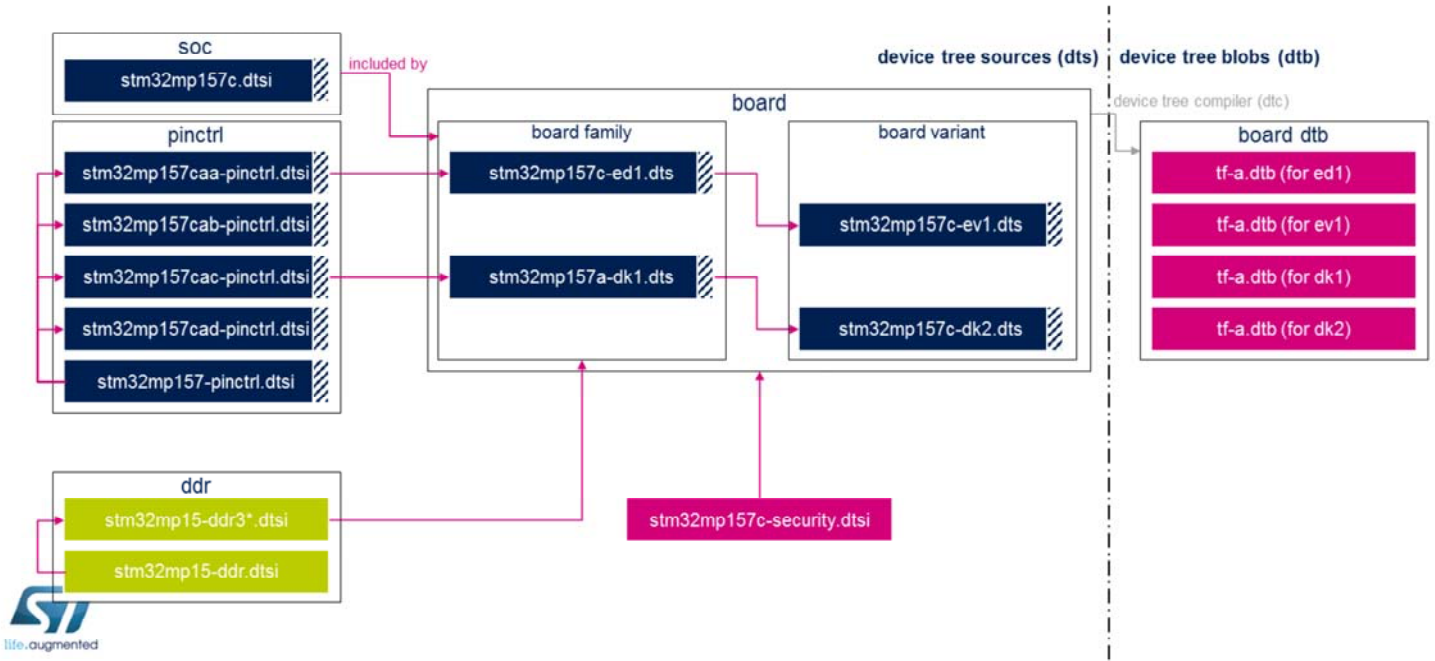 soc
stm32mp157c.dtsi
included by
device tree sources (dts)
device tree blobs (dtb)
device tree compiler (dtc)
pinctrl
stm32mp157caa-pinctrl.dtsi
stm32mp157cab-pinctrl.dtsi
stm32mp157cac-pinctrl.dtsi
stm32mp157cad-pinctrl.dtsi
stm32mp157-pinctrl.dtsi
board
board family
stm32mp157c-ed1.dts
stm32mp157a-dk1.dts
board variant
stm32mp157c-ev1.dts
stm32mp157c-dk2.dts
board dtb
tf-a.dtb (for ed1)
tf-a.dtb (for ev1)
tf-a.dtb (for dk1)
tf-a.dtb (for dk2)
ddr
stm32mp15-ddr3*.dtsi
stm32mp15-ddr.dtsi
stm32mp157c-security.dtsi
ST
life.augmented